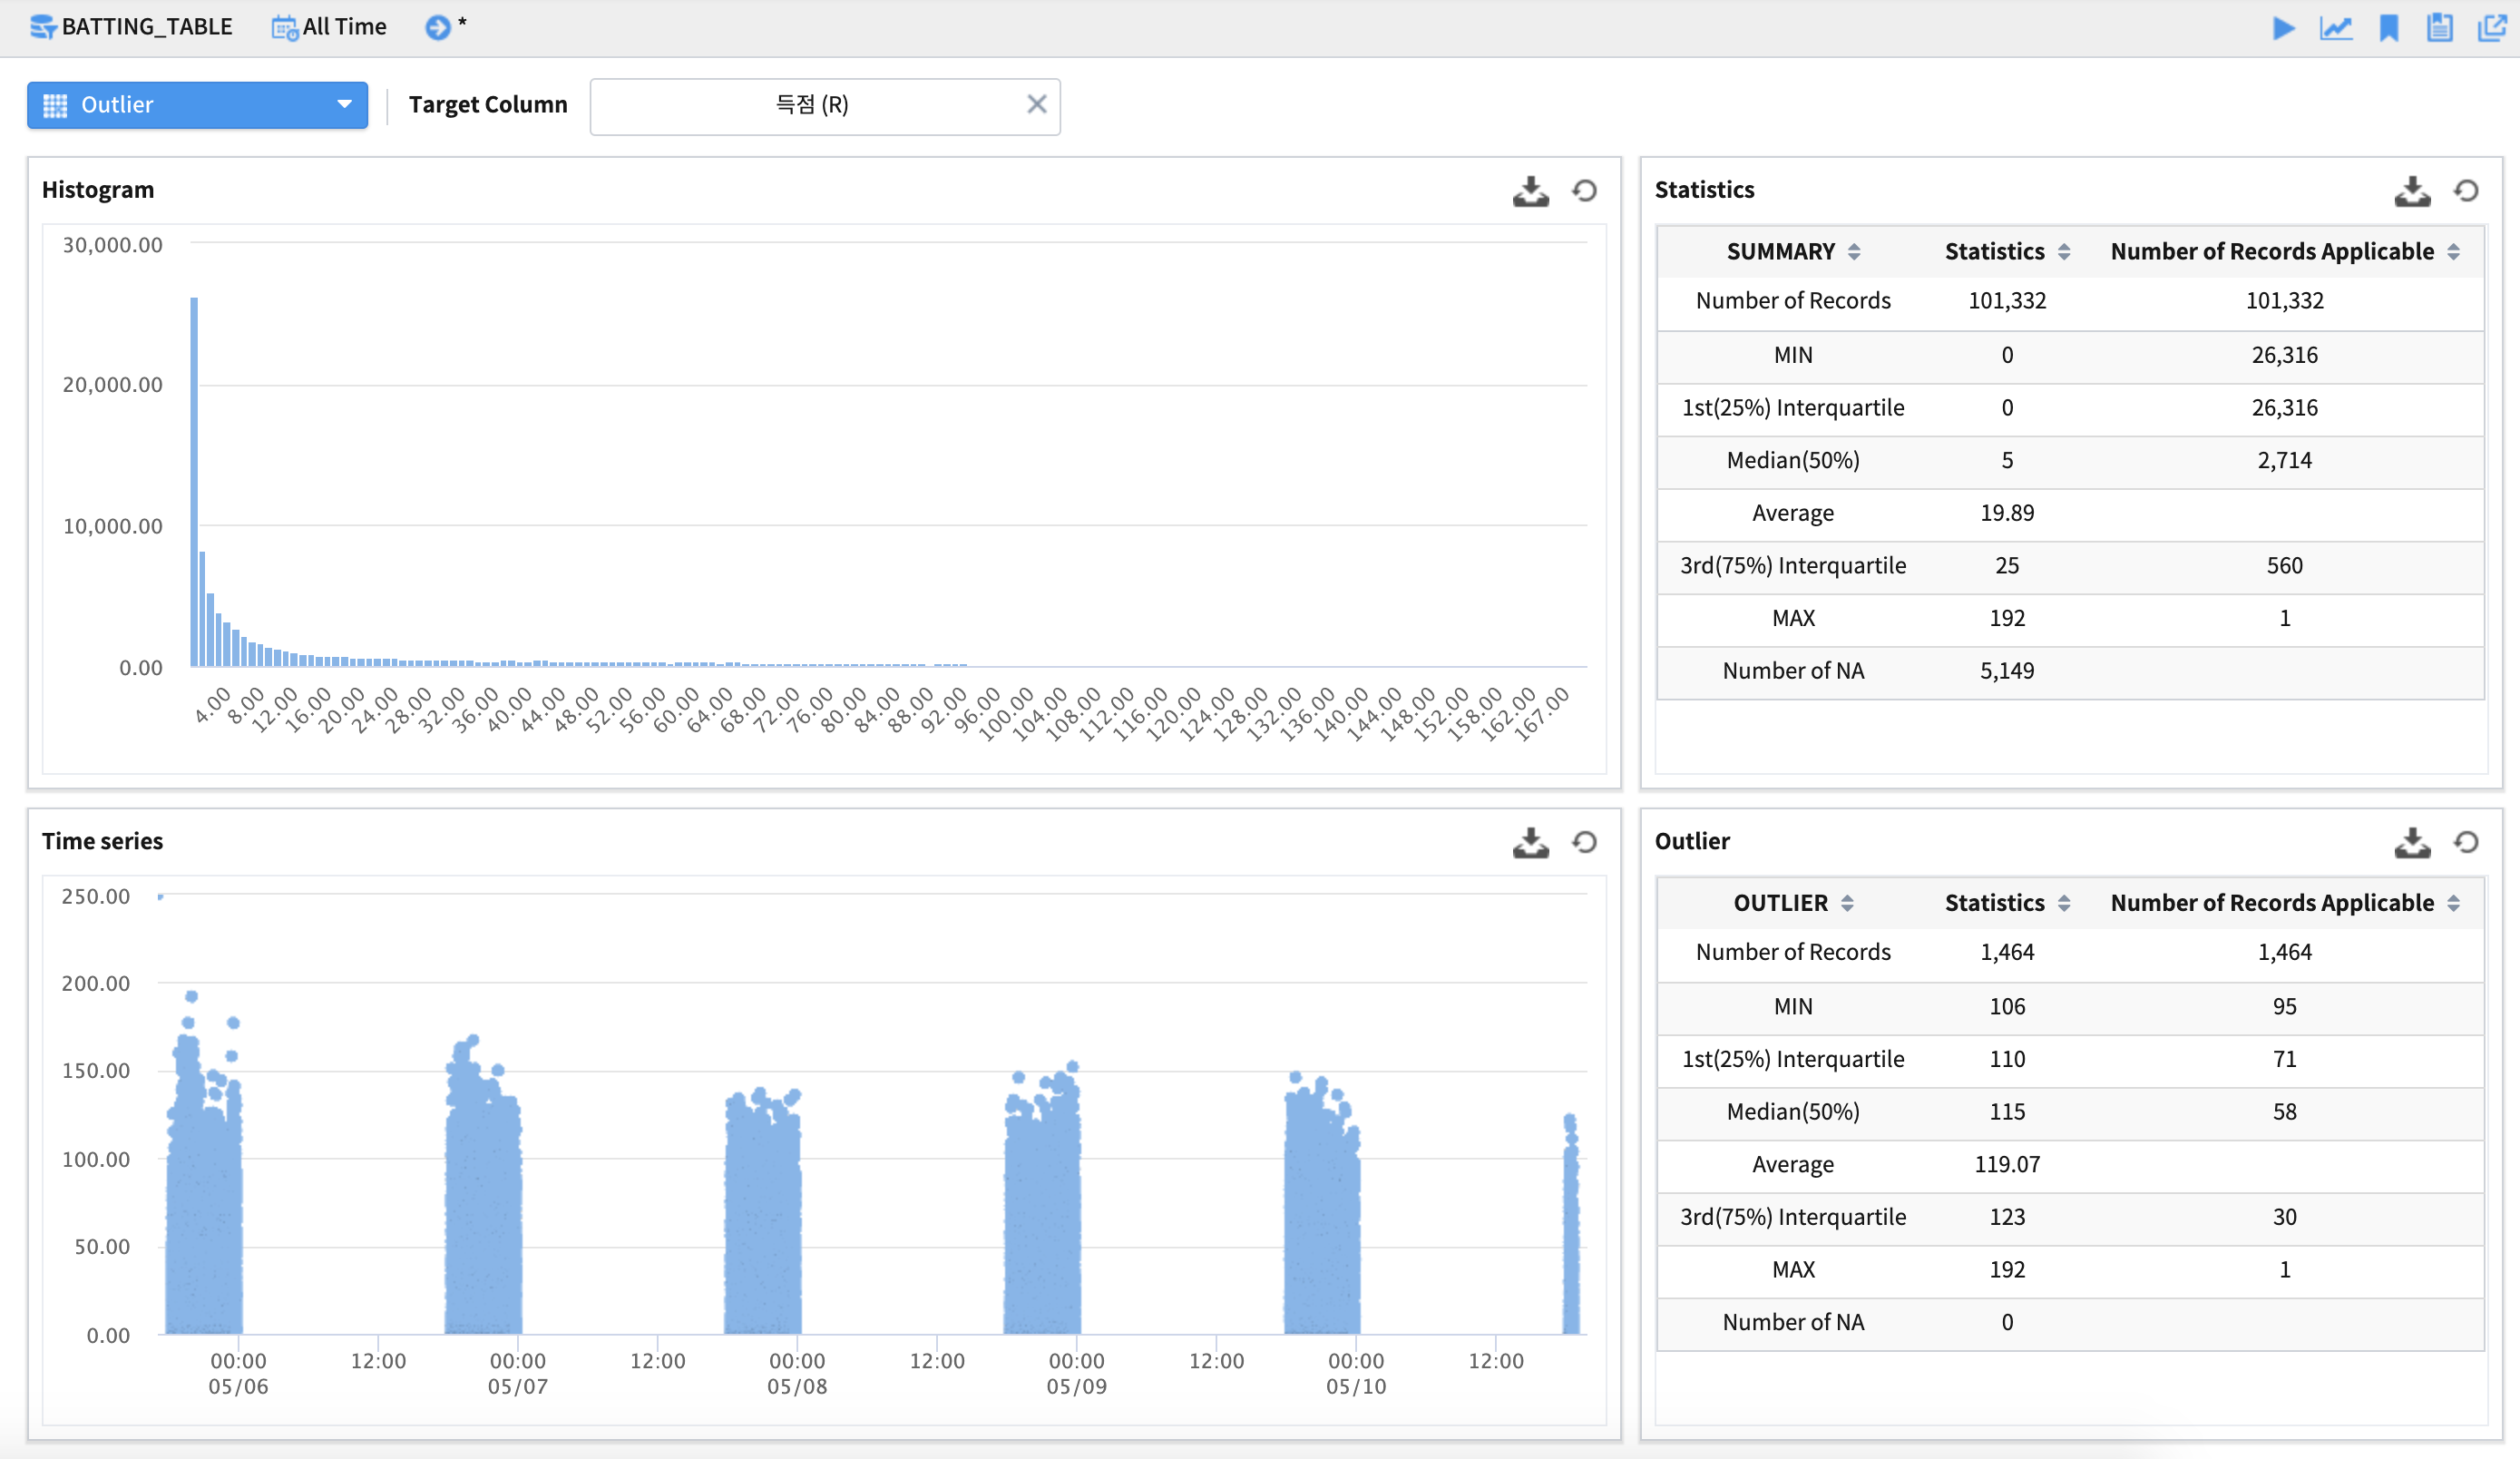 BATTING_TABLE All Time *
Outlier Target Column 득점 (R)
Histogram
30,000.00
20,000.00
10,000.00
0.00
4.00 8.00 12.00 16.00 20.00 24.00 28.00 32.00 36.00 40.00 44.00 48.00 52.00 56.00 60.00 64.00 68.00 72.00 76.00 80.00 84.00 88.00 92.00 96.00 100.00 104.00 108.00 112.00 116.00 120.00 124.00 128.00 132.00 136.00 140.00 144.00 148.00 152.00 158.00 162.00 167.00
Statistics
SUMMARY Statistics Number of Records Applicable
Number of Records 101,332 101,332
MIN 0 26,316
1st(25%) Interquartile 0 26,316
Median(50%) 5 2,714
Average 19.89
3rd(75%) Interquartile 25 560
MAX 192 1
Number of NA 5,149
Time series
250.00
200.00
150.00
100.00
50.00
0.00
00:00 12:00 00:00 12:00 00:00 12:00 00:00 12:00 00:00 12:00
05/06 05/07 05/08 05/09 05/10
Outlier
OUTLIER Statistics Number of Records Applicable
Number of Records 1,464 1,464
MIN 106 95
1st(25%) Interquartile 110 71
Median(50%) 115 58
Average 119.07
3rd(75%) Interquartile 123 30
MAX 192 1
Number of NA 0